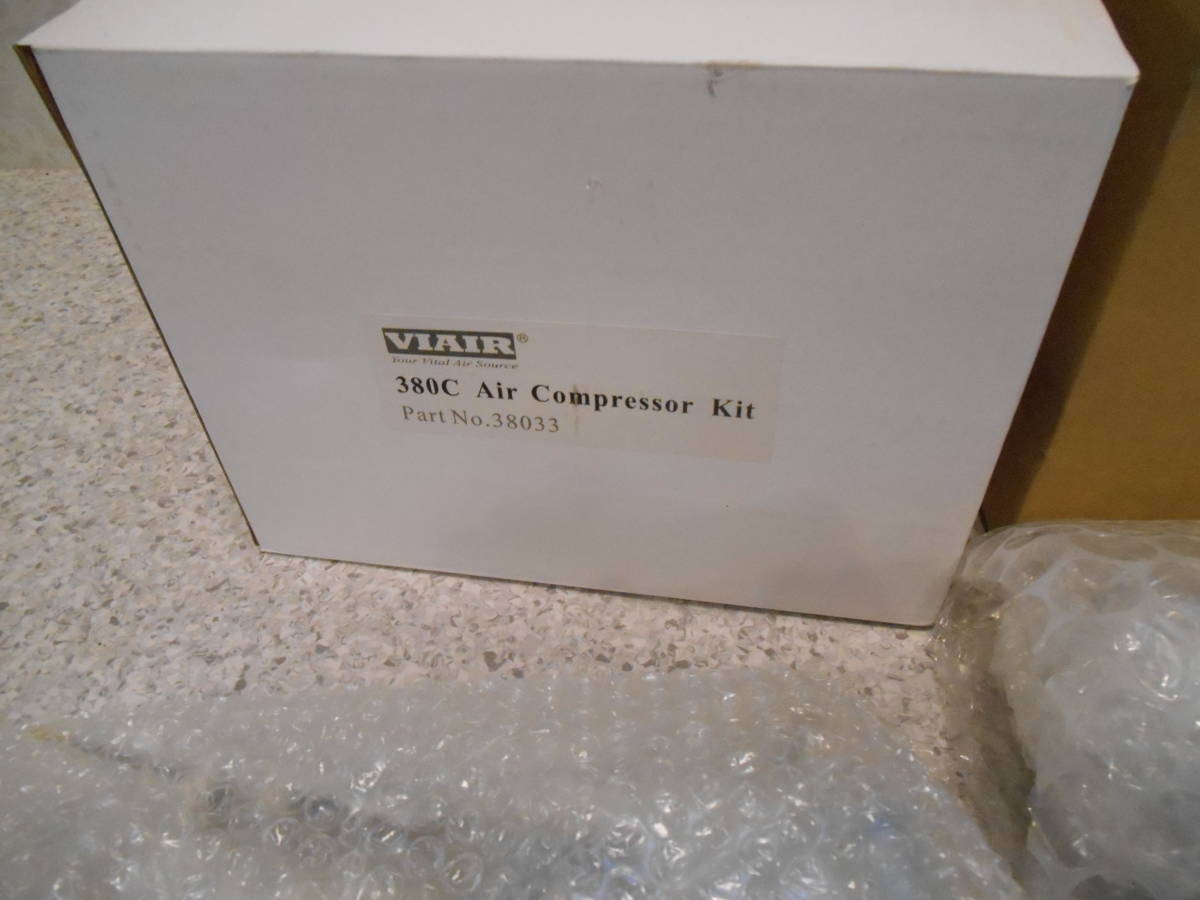 VIAIR®
Your Vital Air Source
380C Air Compressor Kit
Part No.38033